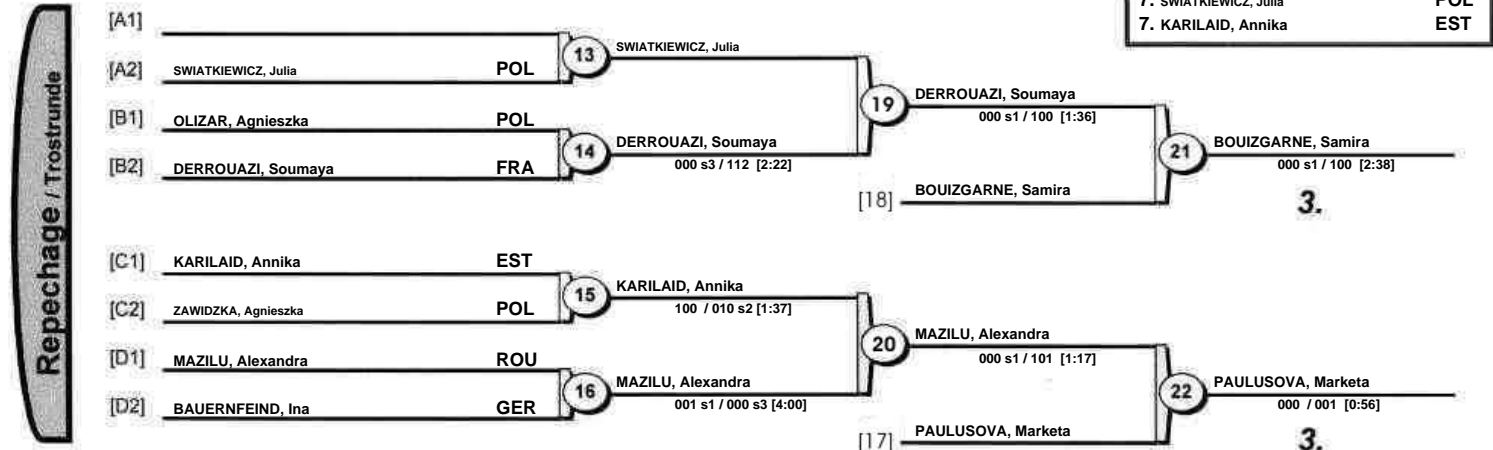 7. SWIATKIEWICZ, Julia POL
7. KARILAID, Annika EST
Repechage / Trostrunde
[A1]
[A2] SWIATKIEWICZ, Julia POL
13 SWIATKIEWICZ, Julia
[B1] OLIZAR, Agnieszka POL
[B2] DERROUAZI, Soumaya FRA
14 DERROUAZI, Soumaya
000 s3 / 112 [2:22]
19 DERROUAZI, Soumaya
000 s1 / 100 [1:36]
[18] BOUIZGARNE, Samira
21 BOUIZGARNE, Samira
000 s1 / 100 [2:38]
3.
[C1] KARILAID, Annika EST
[C2] ZAWIDZKA, Agnieszka POL
15 KARILAID, Annika
100 / 010 s2 [1:37]
[D1] MAZILU, Alexandra ROU
[D2] BAUERNFEIND, Ina GER
16 MAZILU, Alexandra
001 s1 / 000 s3 [4:00]
20 MAZILU, Alexandra
000 s1 / 101 [1:17]
[17] PAULUSOVA, Marketa
22 PAULUSOVA, Marketa
000 / 001 [0:56]
3.